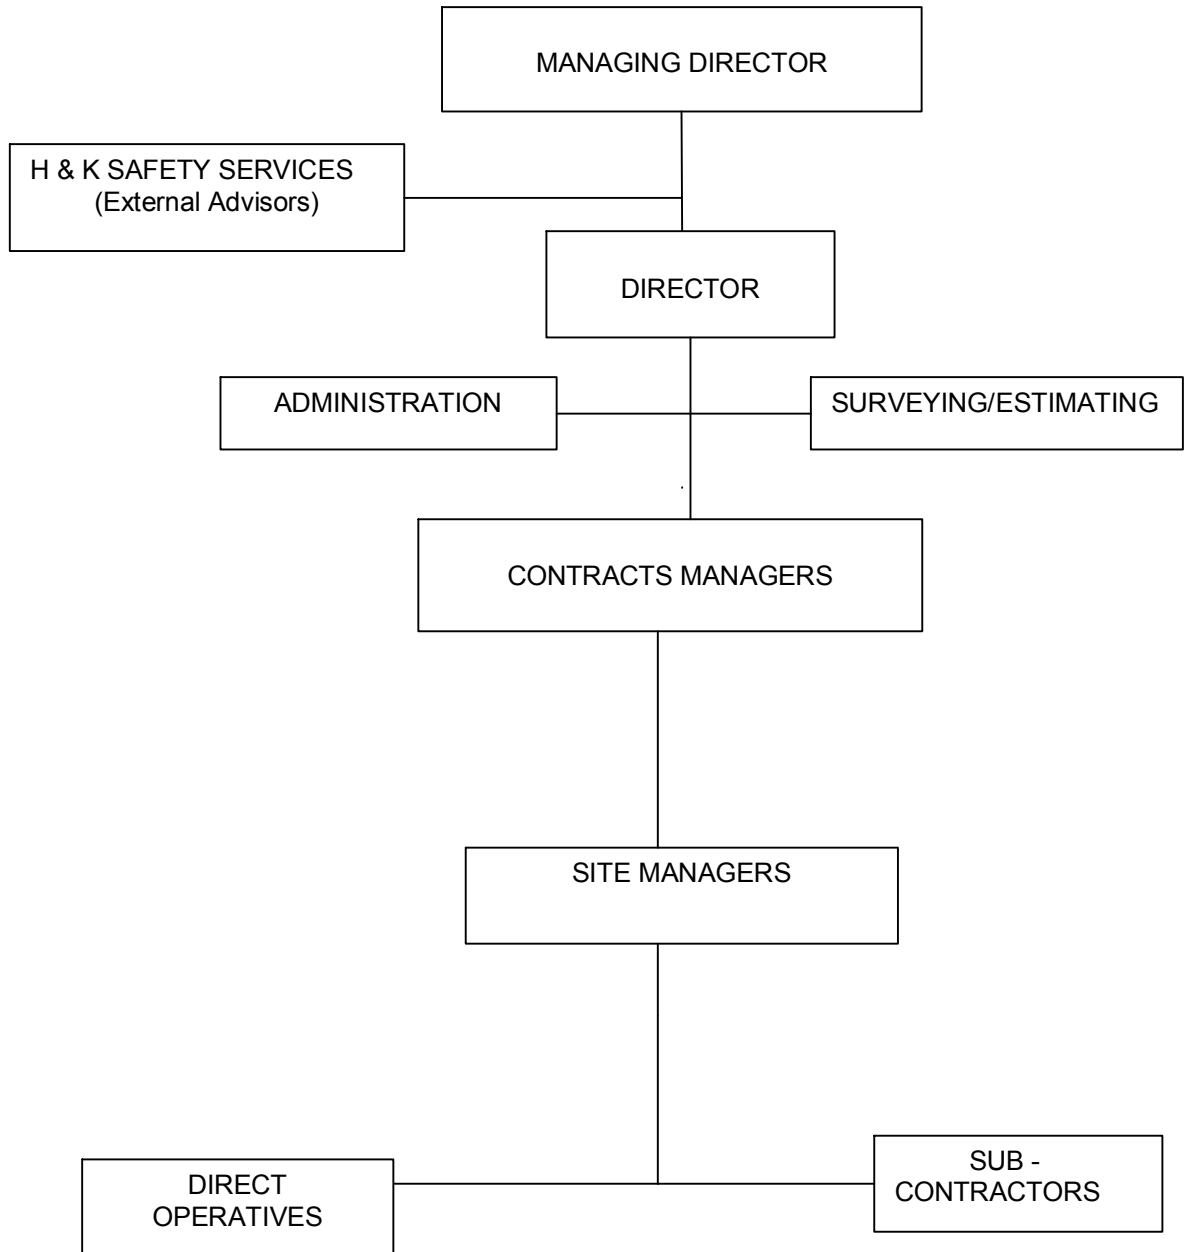 MANAGING DIRECTOR
H & K SAFETY SERVICES
(External Advisors)
DIRECTOR
ADMINISTRATION
SURVEYING/ESTIMATING
CONTRACTS MANAGERS
SITE MANAGERS
DIRECT
OPERATIVES
SUB -
CONTRACTORS